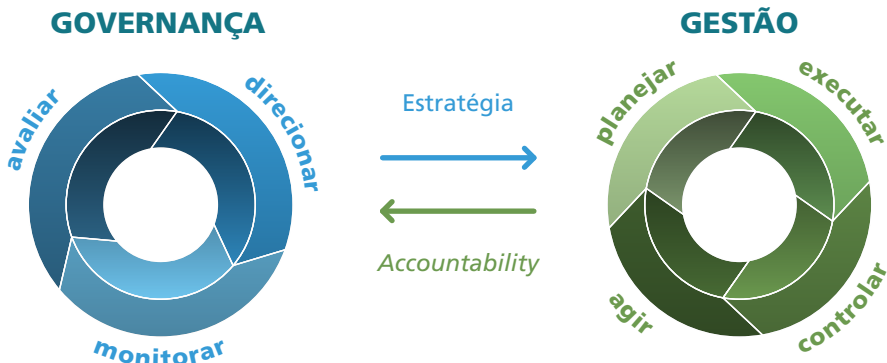 GOVERNANÇA
GESTÃO
avaliar
direcionar
monitorar
Estratégia
Accountability
planejar
executar
controlar
agir